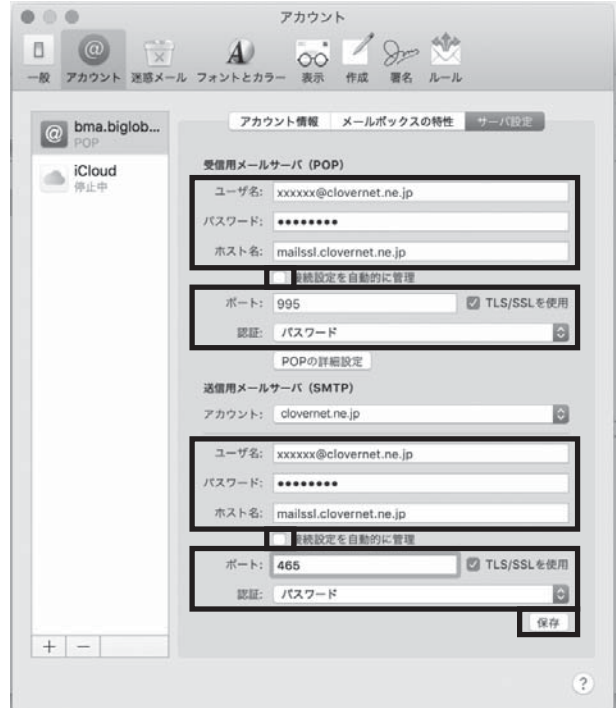 アカウント
一般 アカウント 迷惑メール フォントとカラー 表示 作成 署名 ルール
bma.biglob...
POP
iCloud
停止中
アカウント情報 メールボックスの特性 サーバ設定
受信用メールサーバ（POP）
ユーザ名: xxxxxx@clovernet.ne.jp
パスワード: ••••••••
ホスト名: mailssl.clovernet.ne.jp
接続設定を自動的に管理
ポート: 995 TLS/SSLを使用
認証: パスワード
POPの詳細設定
送信用メールサーバ（SMTP）
アカウント: clovernet.ne.jp
ユーザ名: xxxxxx@clovernet.ne.jp
パスワード: ••••••••
ホスト名: mailssl.clovernet.ne.jp
接続設定を自動的に管理
ポート: 465 TLS/SSLを使用
認証: パスワード
保存
+ −
?